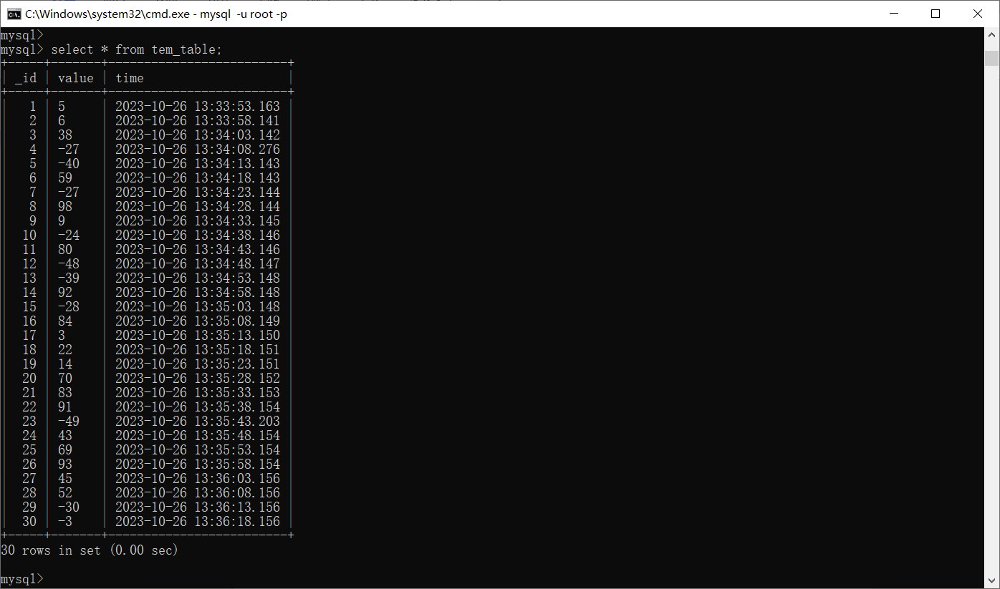 C:\Windows\system32\cmd.exe - mysql  -u root -p
mysql>
mysql> select * from tem_table;
+-----+-------+-------------------------+
| _id | value | time                    |
+-----+-------+-------------------------+
|   1 | 5     | 2023-10-26 13:33:53.163 |
|   2 | 6     | 2023-10-26 13:33:58.141 |
|   3 | 38    | 2023-10-26 13:34:03.142 |
|   4 | -27   | 2023-10-26 13:34:08.276 |
|   5 | -40   | 2023-10-26 13:34:13.143 |
|   6 | 59    | 2023-10-26 13:34:18.143 |
|   7 | -27   | 2023-10-26 13:34:23.144 |
|   8 | 98    | 2023-10-26 13:34:28.144 |
|   9 | 9     | 2023-10-26 13:34:33.145 |
|  10 | -24   | 2023-10-26 13:34:38.146 |
|  11 | 80    | 2023-10-26 13:34:43.146 |
|  12 | -48   | 2023-10-26 13:34:48.147 |
|  13 | -39   | 2023-10-26 13:34:53.148 |
|  14 | 92    | 2023-10-26 13:34:58.148 |
|  15 | -28   | 2023-10-26 13:35:03.148 |
|  16 | 84    | 2023-10-26 13:35:08.149 |
|  17 | 3     | 2023-10-26 13:35:13.150 |
|  18 | 22    | 2023-10-26 13:35:18.151 |
|  19 | 14    | 2023-10-26 13:35:23.151 |
|  20 | 70    | 2023-10-26 13:35:28.152 |
|  21 | 83    | 2023-10-26 13:35:33.153 |
|  22 | 91    | 2023-10-26 13:35:38.154 |
|  23 | -49   | 2023-10-26 13:35:43.203 |
|  24 | 43    | 2023-10-26 13:35:48.154 |
|  25 | 69    | 2023-10-26 13:35:53.154 |
|  26 | 93    | 2023-10-26 13:35:58.154 |
|  27 | 45    | 2023-10-26 13:36:03.156 |
|  28 | 52    | 2023-10-26 13:36:08.156 |
|  29 | -30   | 2023-10-26 13:36:13.156 |
|  30 | -3    | 2023-10-26 13:36:18.156 |
+-----+-------+-------------------------+
30 rows in set (0.00 sec)
mysql>